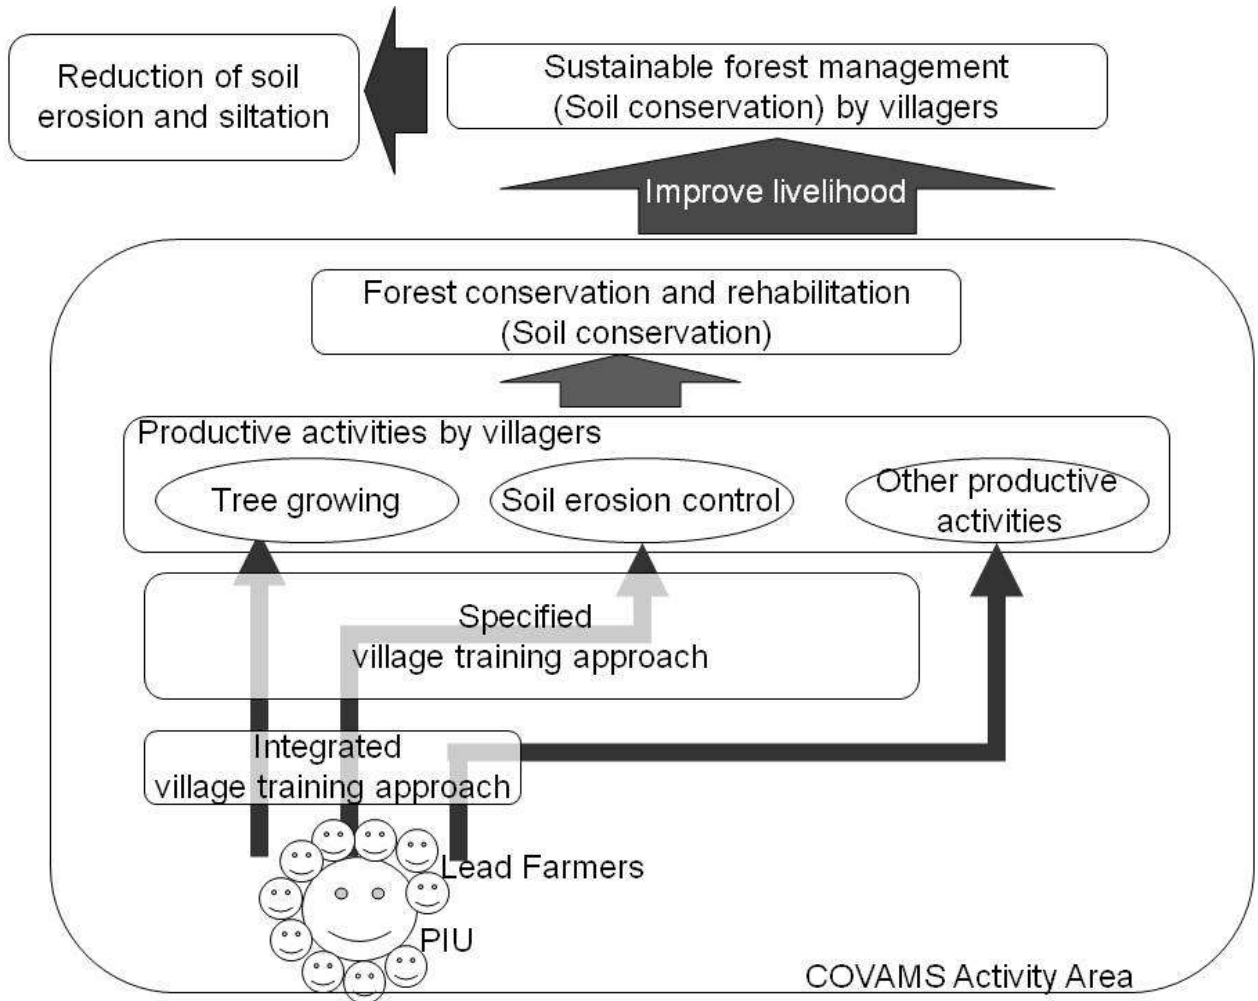 Reduction of soil
erosion and siltation
Sustainable forest management
(Soil conservation) by villagers
Improve livelihood
Forest conservation and rehabilitation
(Soil conservation)
Productive activities by villagers
Tree growing
Soil erosion control
Other productive
activities
Specified
village training approach
Integrated
village training approach
Lead Farmers
PIU
COVAMS Activity Area